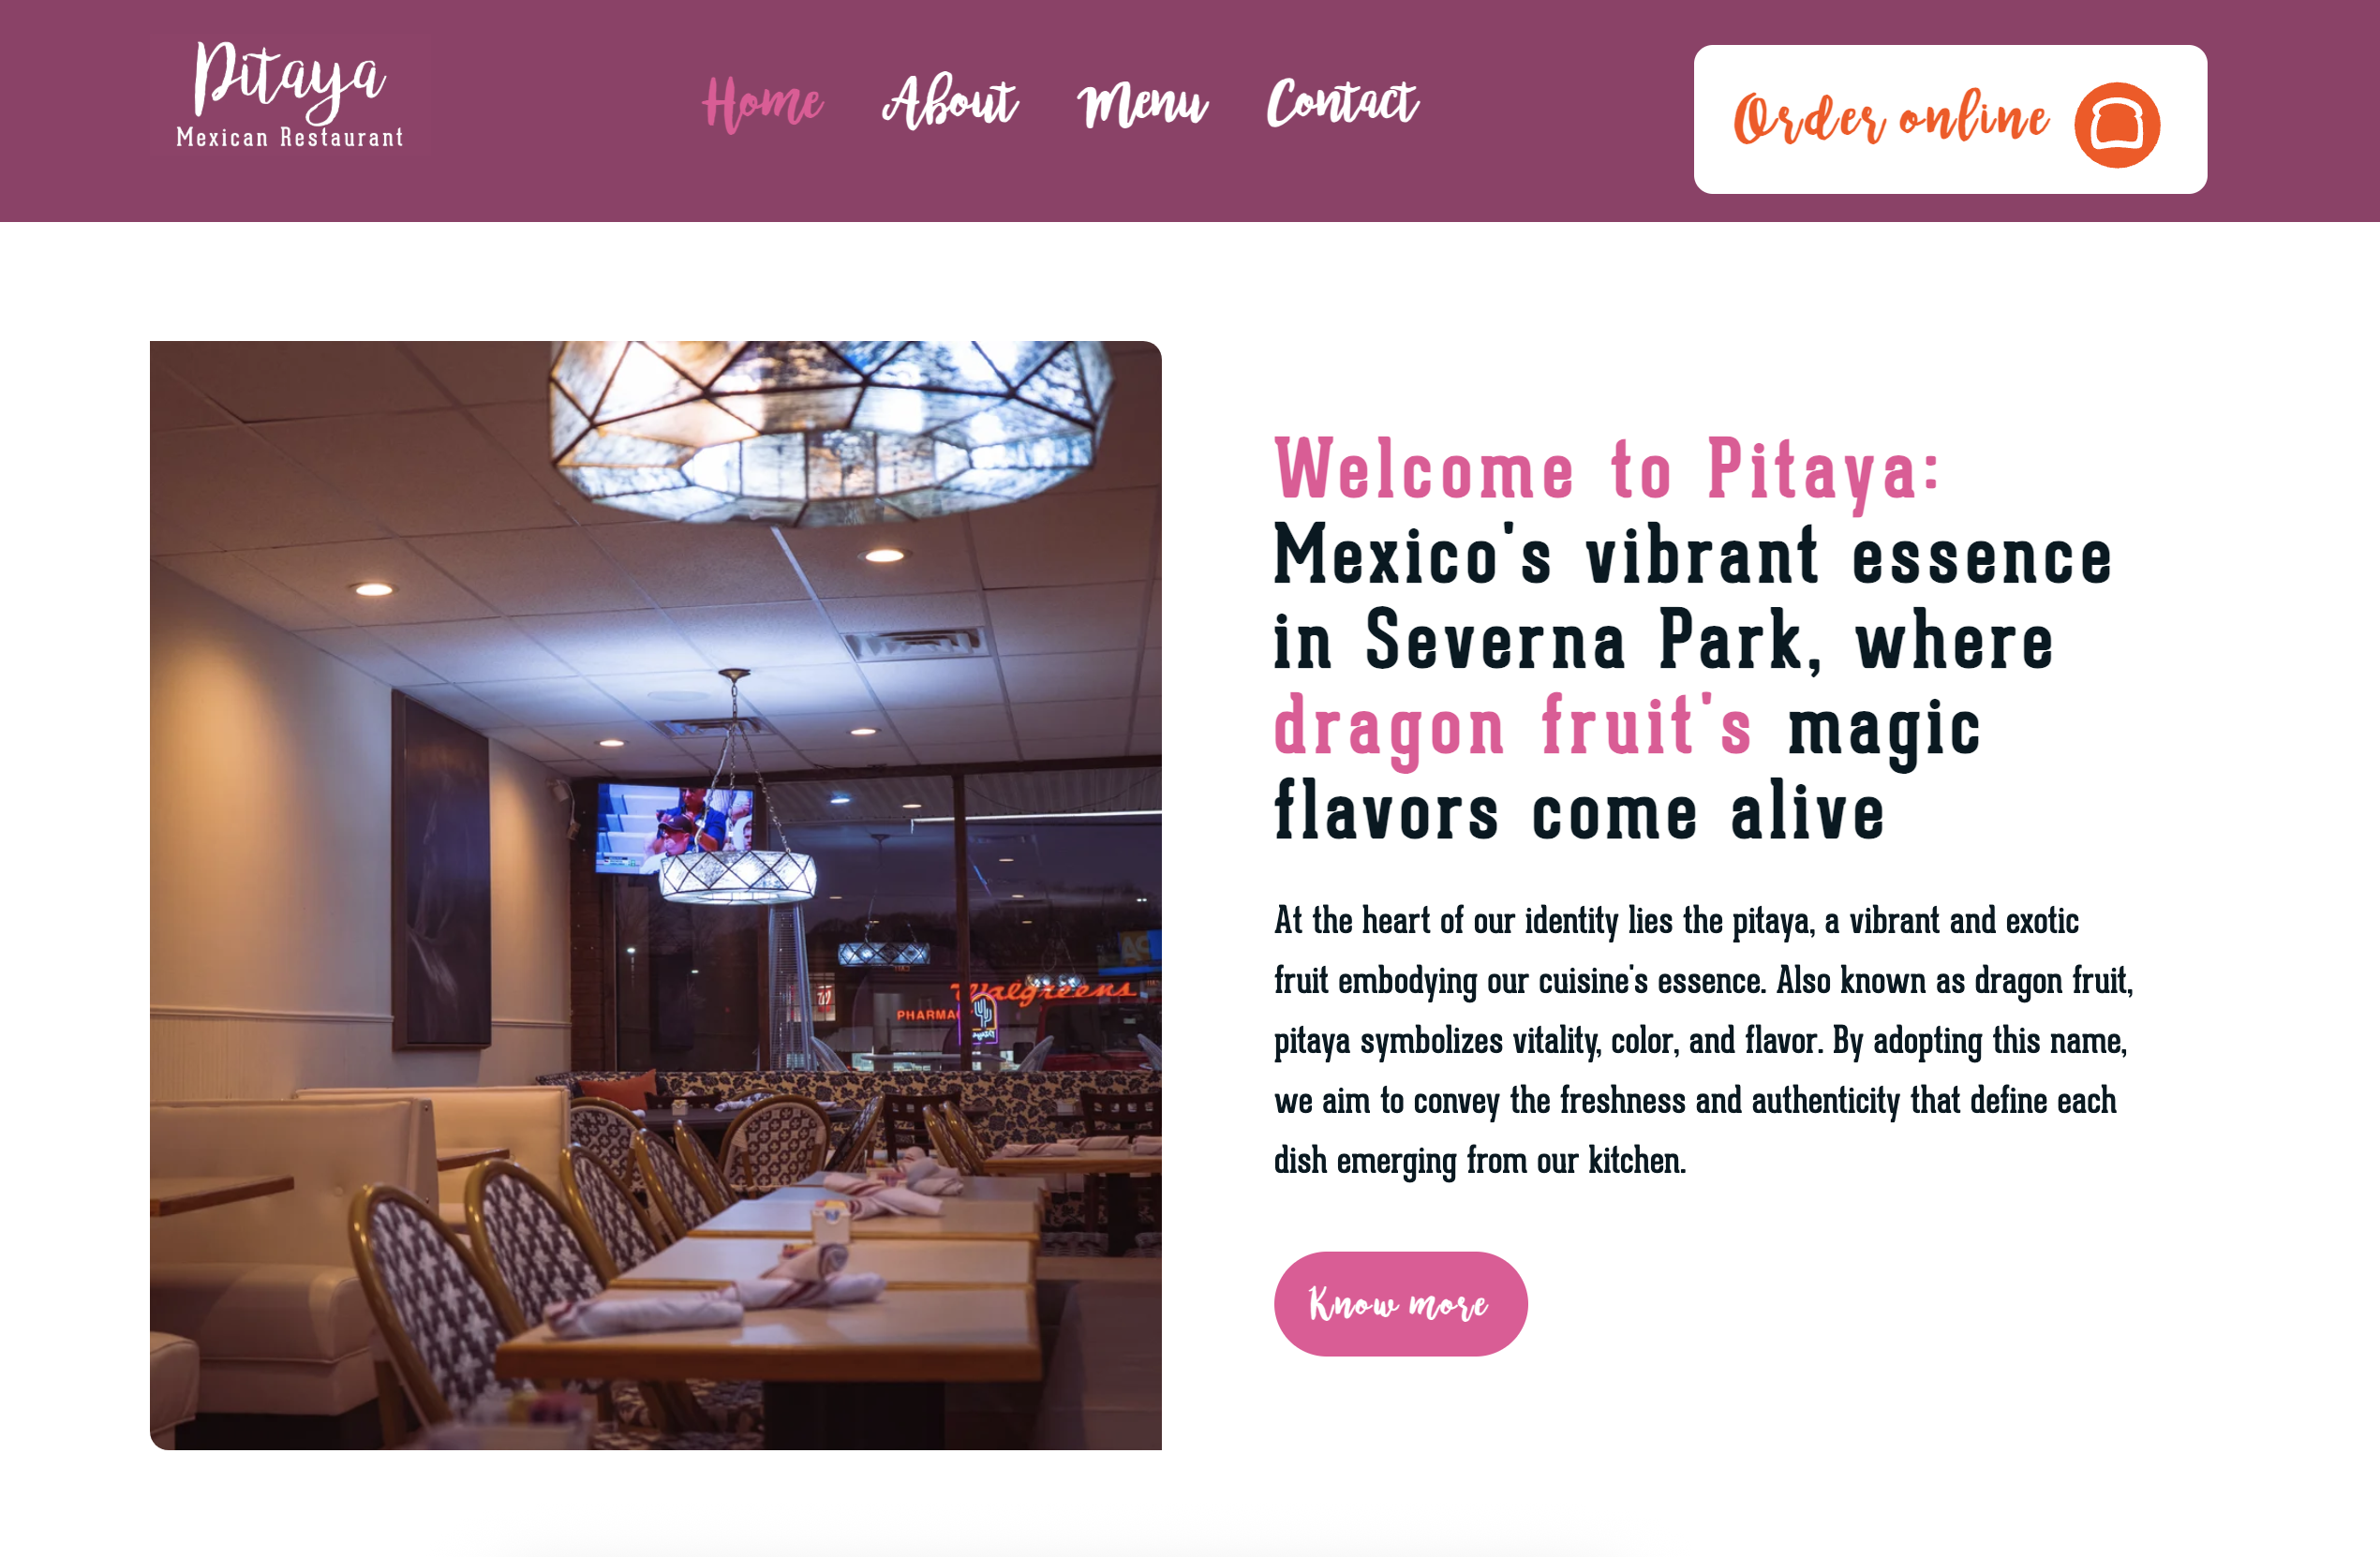 Pitaya
Mexican Restaurant
Home
About
Menu
Contact
Order online
Welcome to Pitaya:
Mexico's vibrant essence
in Severna Park, where
dragon fruit's magic
flavors come alive
At the heart of our identity lies the pitaya, a vibrant and exotic
fruit embodying our cuisine's essence. Also known as dragon fruit,
pitaya symbolizes vitality, color, and flavor. By adopting this name,
we aim to convey the freshness and authenticity that define each
dish emerging from our kitchen.
Know more
Walgreens
PHARMAC